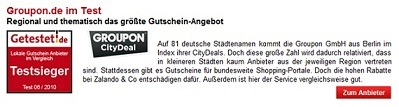 Groupon.de im Test
Regional und thematisch das größte Gutschein-Angebot
Getestet.de
Lokale Gutschein Anbieter
im Vergleich
Testsieger
Test 06 / 2010
GROUPON
CityDeal
Auf 81 deutsche Städtenamen kommt die Groupon GmbH aus Berlin im
Index ihrer CityDeals. Doch diese große Zahl wird dadurch relativiert, dass
in kleineren Städten kaum Anbieter aus der jeweiligen Region vertreten
sind. Stattdessen gibt es Gutscheine für bundesweite Shopping-Portale. Doch die hohen Rabatte
bei Zalando & Co entschädigen dafür. Außerdem ist hier der Service vergleichsweise gut.
Zum Anbieter